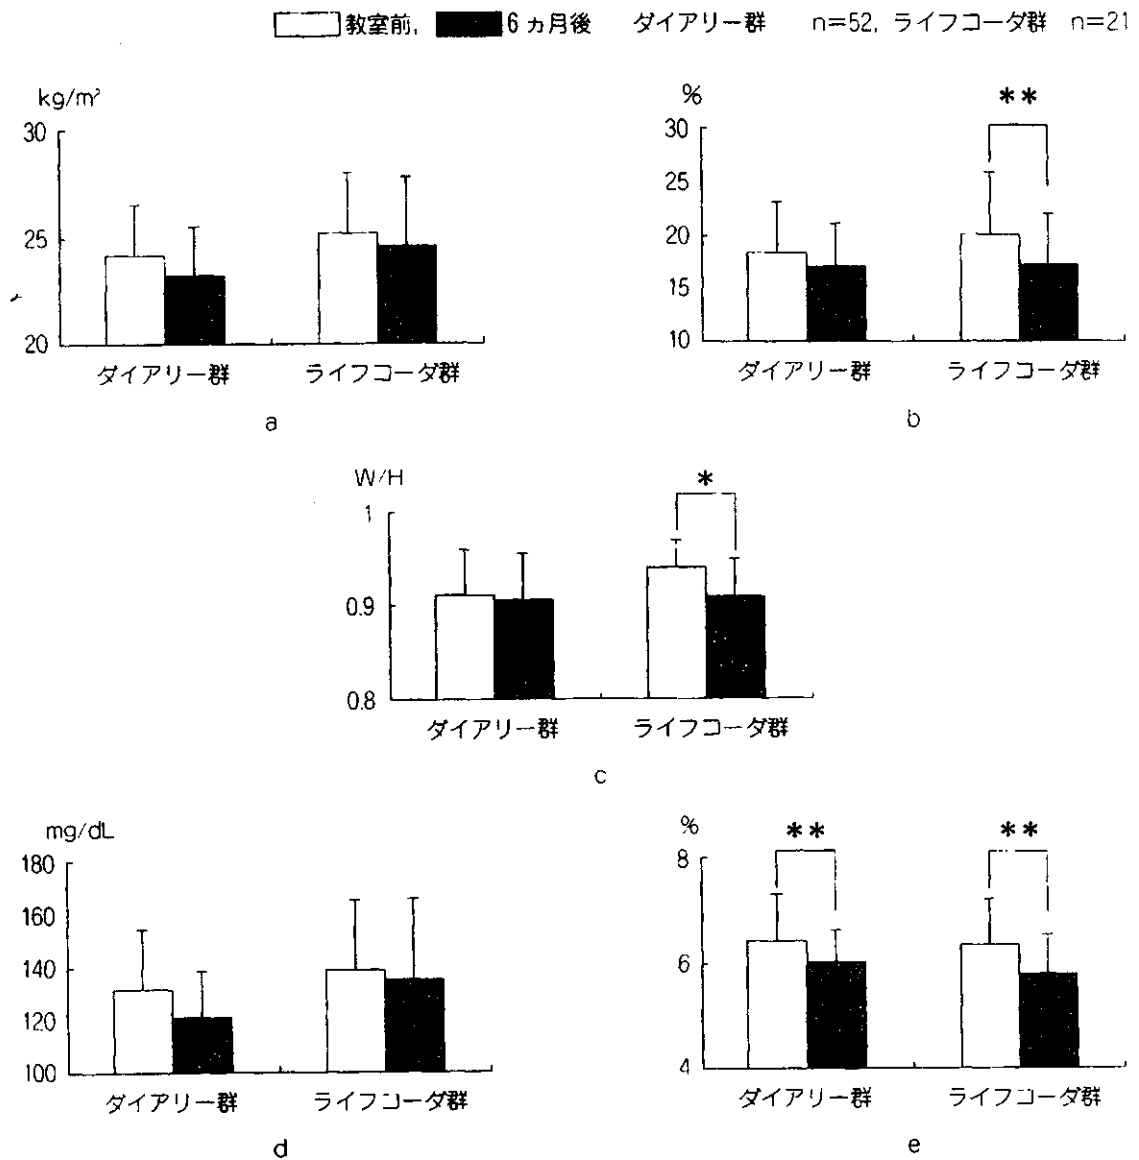 教室前, 6 カ月後 ダイアリー群 n=52, ライフコーダ群 n=21
kg/m²
30
25
20
ダイアリー群 ライフコーダ群
a
%
**
30
25
20
15
10
ダイアリー群 ライフコーダ群
b
W/H
*
1
0.9
0.8
ダイアリー群 ライフコーダ群
c
mg/dL
180
160
140
120
100
ダイアリー群 ライフコーダ群
d
%
** **
8
6
4
ダイアリー群 ライフコーダ群
e